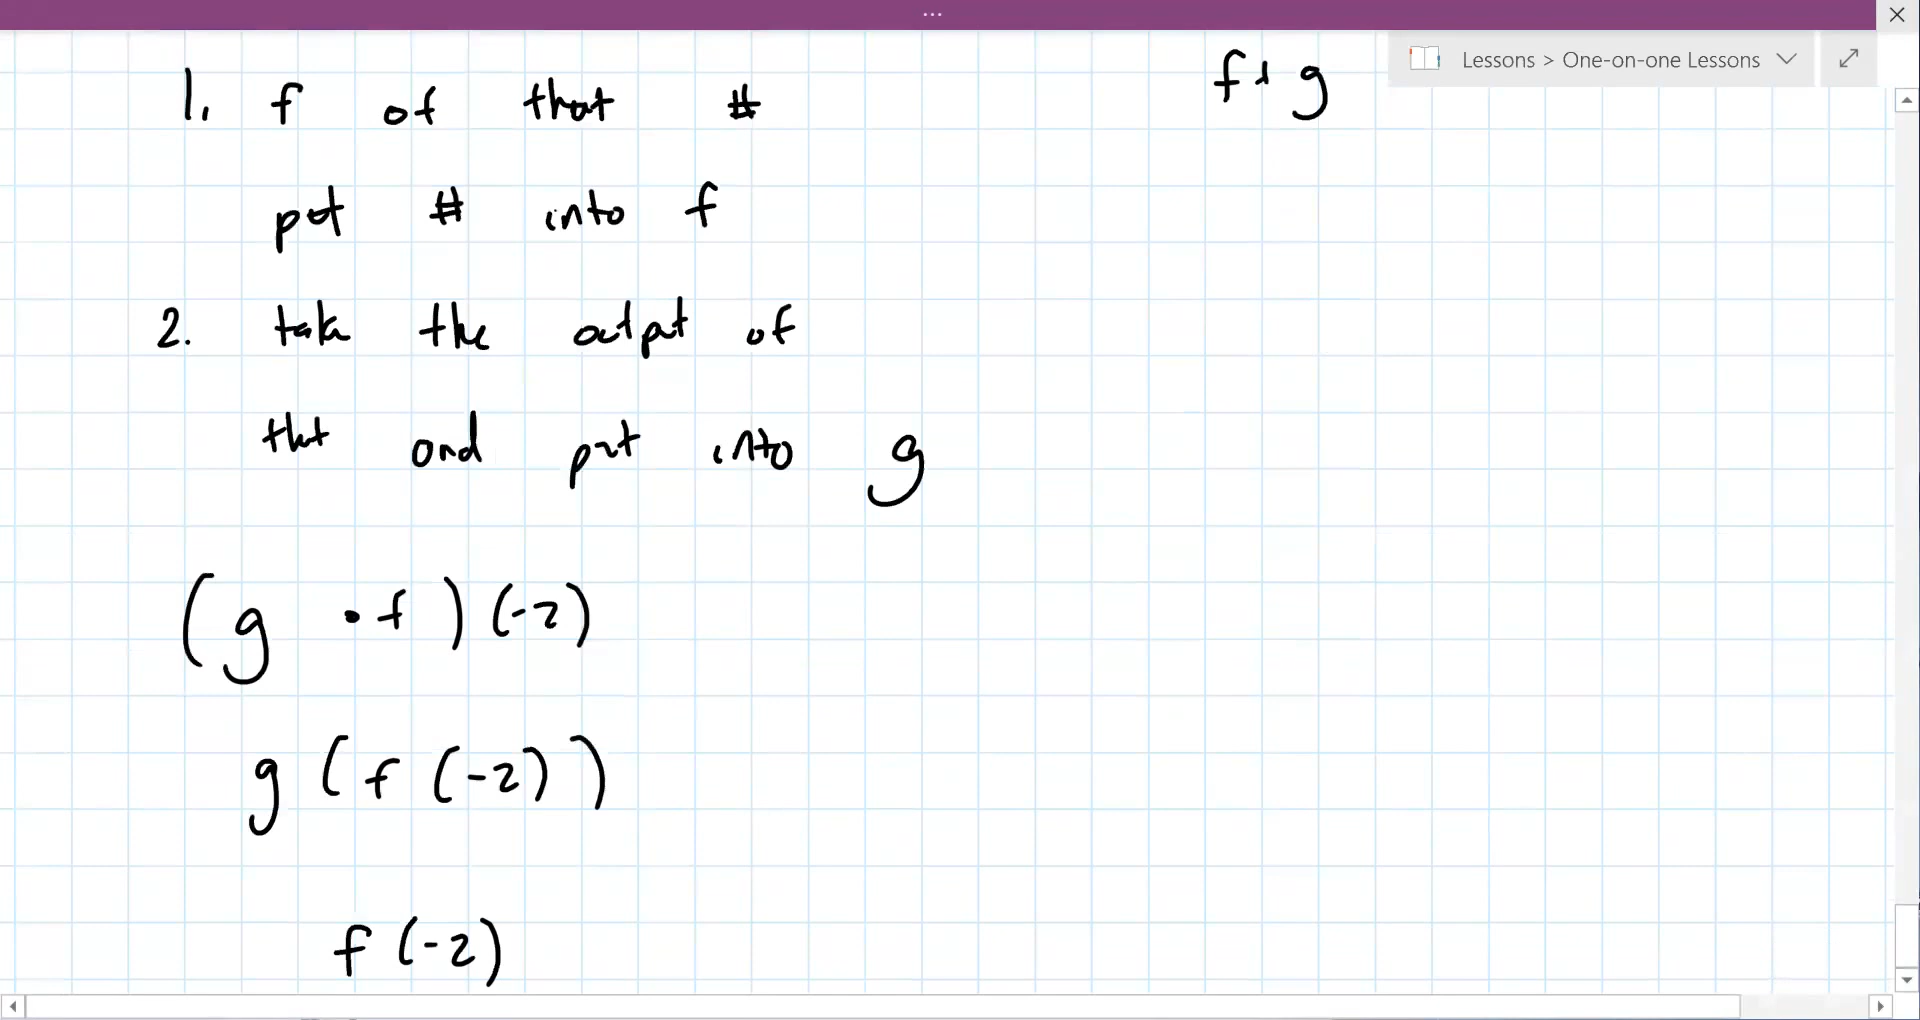 Lessons > One-on-one Lessons
f + g
1. f of that #
put # into f
2. take the output of
that and put into g
(g • f)(-2)
g(f(-2))
f(-2)